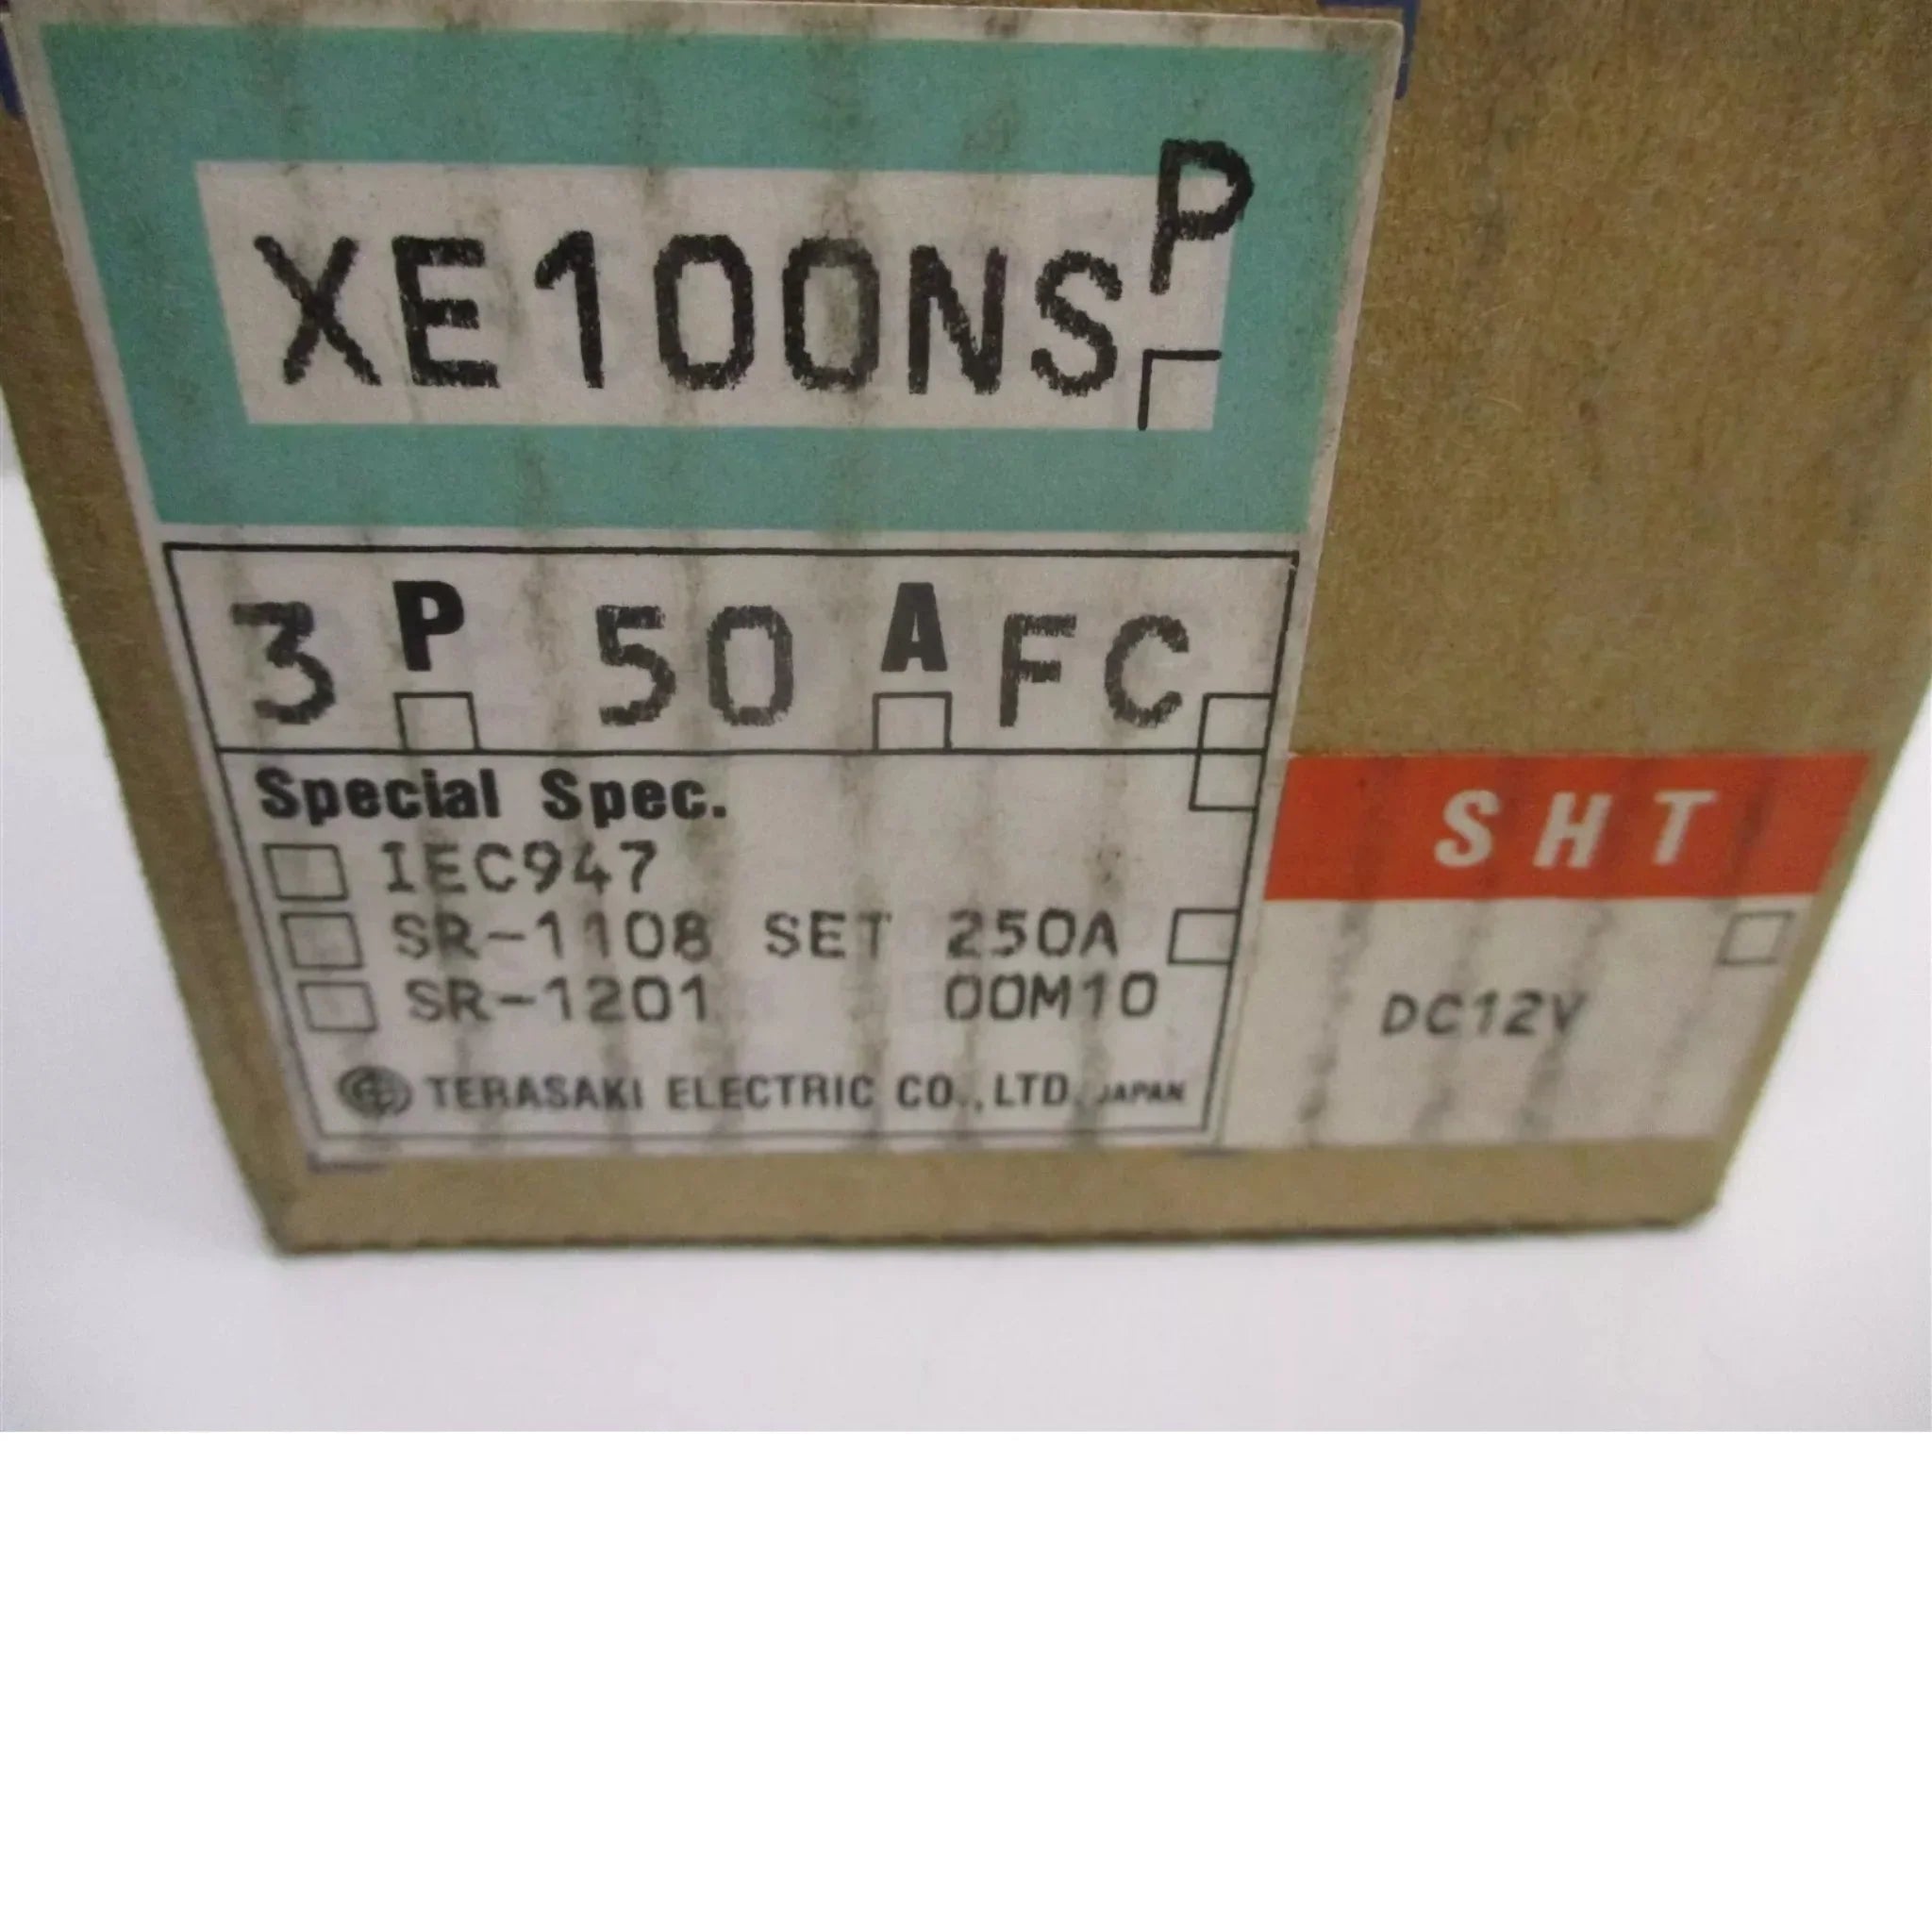 XE100NS P
3 P 50 A FC
Special Spec.
IEC947
SR-1108 SET 250A
SR-1201 00M10
TERASAKI ELECTRIC CO., LTD. JAPAN
SHT
DC12V